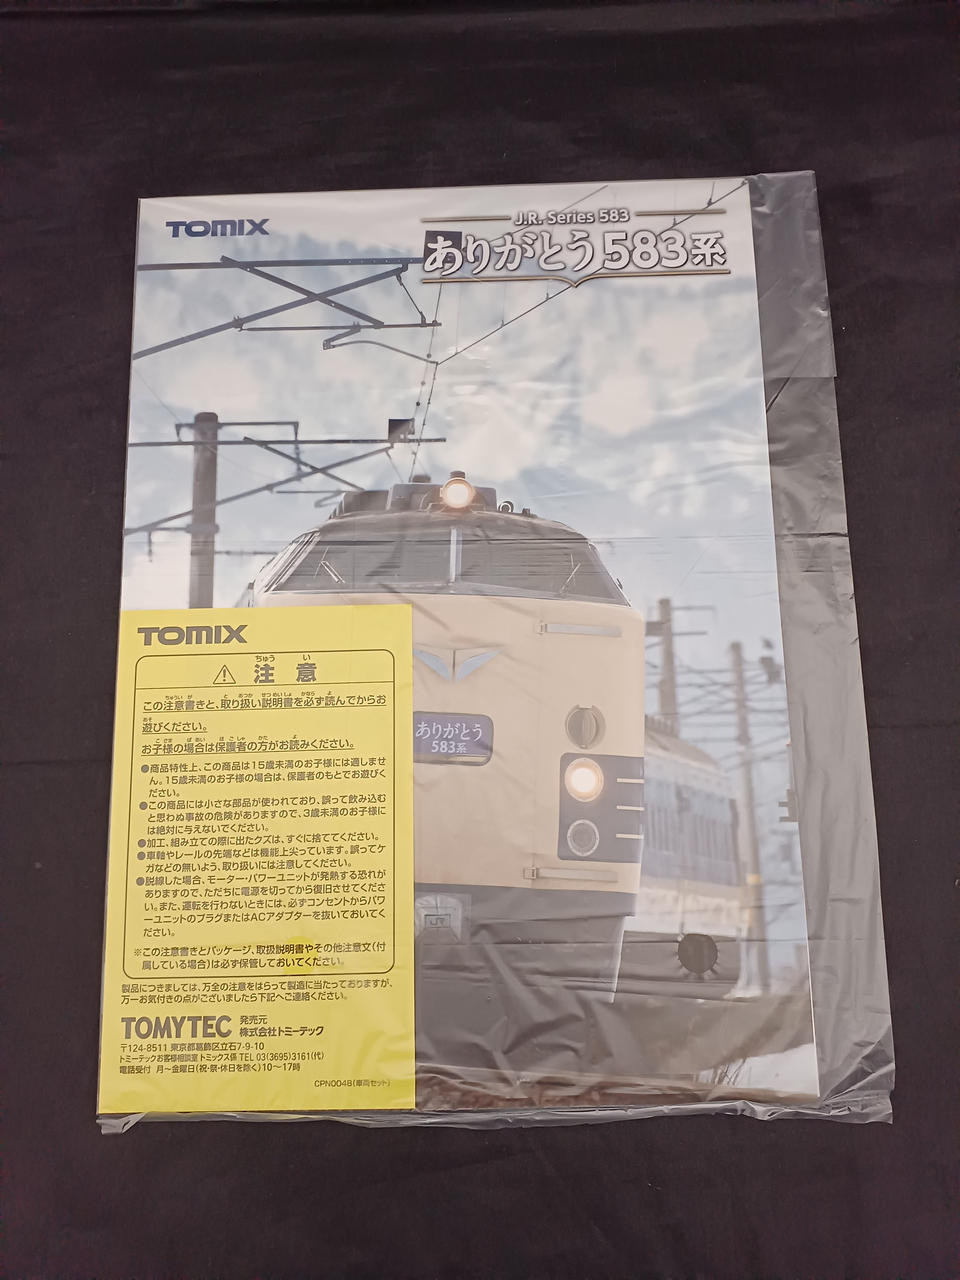 TOMIX
J.R. Series 583
ありがとう583系
ありがとう
583系
JR
TOMIX
ちゅう い
注 意
この注意書きと、取り扱い説明書を必ず読んでからお
遊びください。
お子様の場合は保護者の方がお読みください。
●商品特性上、この商品は15歳未満のお子様には適しませ
ん。15歳未満のお子様の場合は、保護者のもとでお遊びく
ださい。
●この商品には小さな部品が使われており、誤って飲み込む
と思わぬ事故の危険がありますので、3歳未満のお子様に
は絶対に与えないでください。
●加工、組み立ての際に出たクズは、すぐに捨ててください。
●車軸やレールの先端などは機能上尖っています。誤ってケ
ガなどの無いよう、取り扱いには注意してください。
●脱線した場合、モーター・パワーユニットが発熱する恐れが
ありますので、ただちに電源を切ってから復旧させてくださ
い。また、運転を行わないときには、必ずコンセントからパワ
ーユニットのプラグまたはACアダプターを抜いておいてく
ださい。
※この注意書きとパッケージ、取扱説明書やその他注意文(付
属している場合)は必ず保管しておいてください。
製品につきましては、万全の注意をはらって製造に当たっておりますが、
万一お気付きの点がございましたら下記へご連絡ください。
TOMYTEC 発売元
株式会社トミーテック
〒124-8511 東京都葛飾区立石7-9-10
トミーテックお客様相談室 トミックス係 TEL 03(3695)3161(代)
電話受付 月〜金曜日(祝・祭・休日を除く)10〜17時
CPN0048(車両セット)